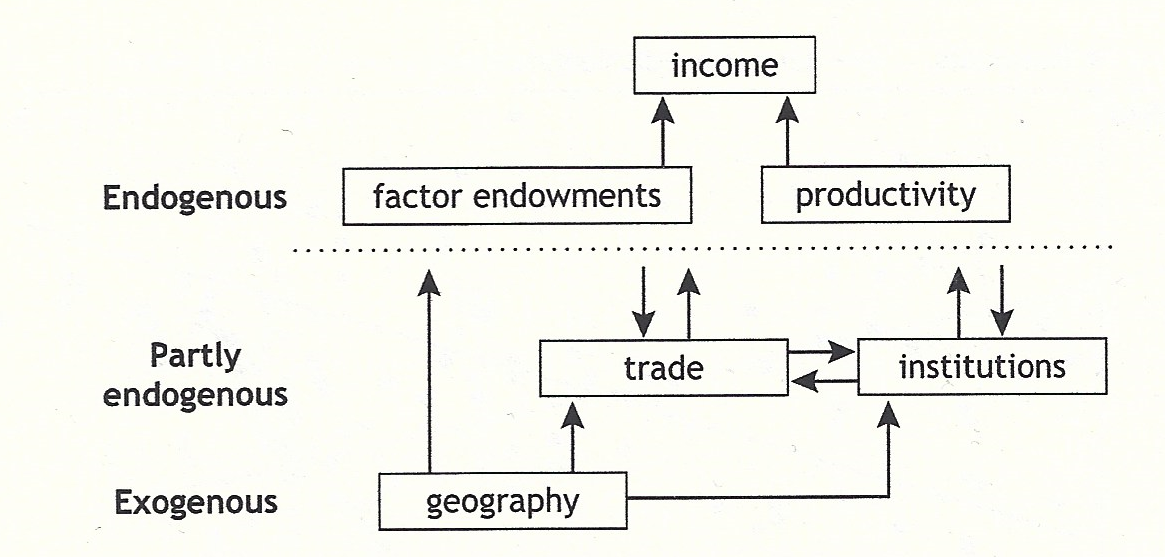 income
Endogenous
factor endowments
productivity
Partly
endogenous
trade
institutions
Exogenous
geography